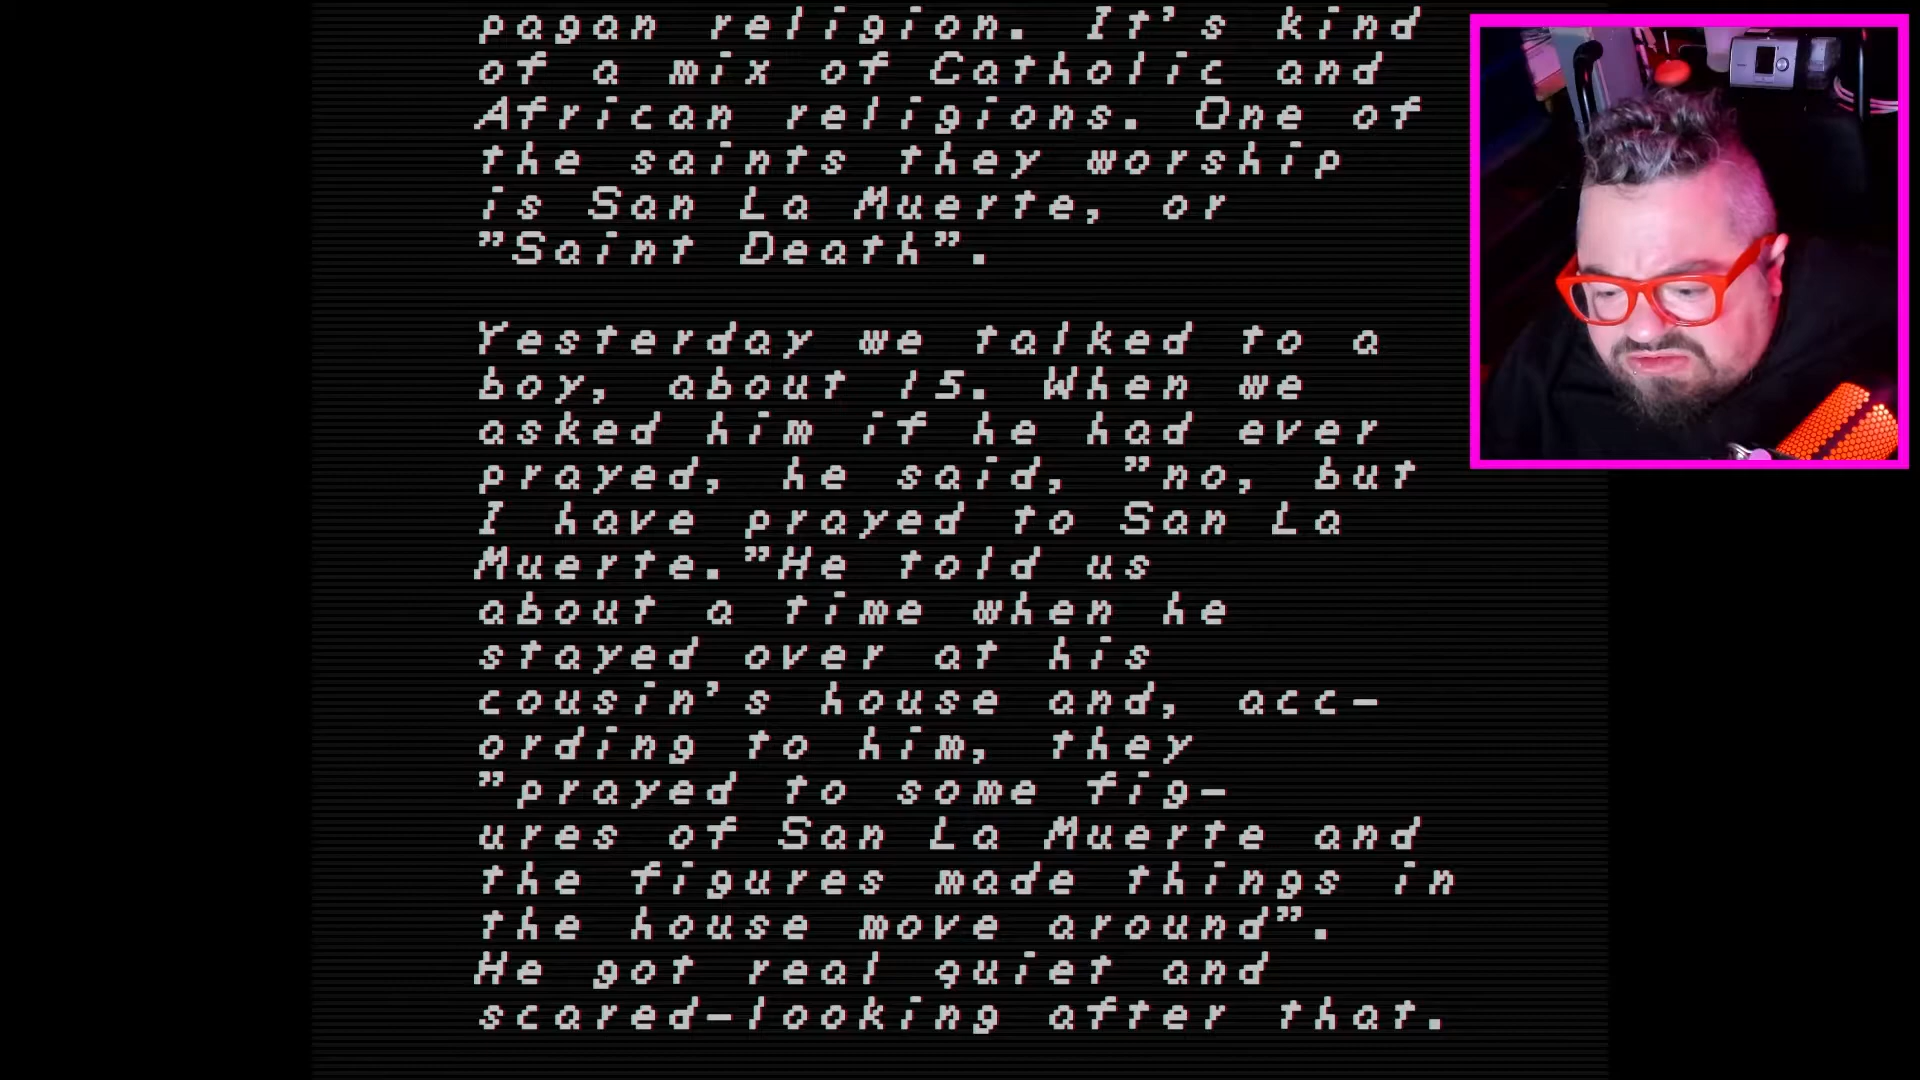 pagan religion. It's kind
of a mix of Catholic and
African religions. One of
the saints they worship
is San La Muerte, or
"Saint Death".
Yesterday we talked to a
boy, about 15. When we
asked him if he had ever
prayed, he said, "no, but
I have prayed to San La
Muerte."He told us
about a time when he
stayed over at his
cousin's house and, acc-
ording to him, they
"prayed to some fig-
ures of San La Muerte and
the figures made things in
the house move around".
He got real quiet and
scared-looking after that.